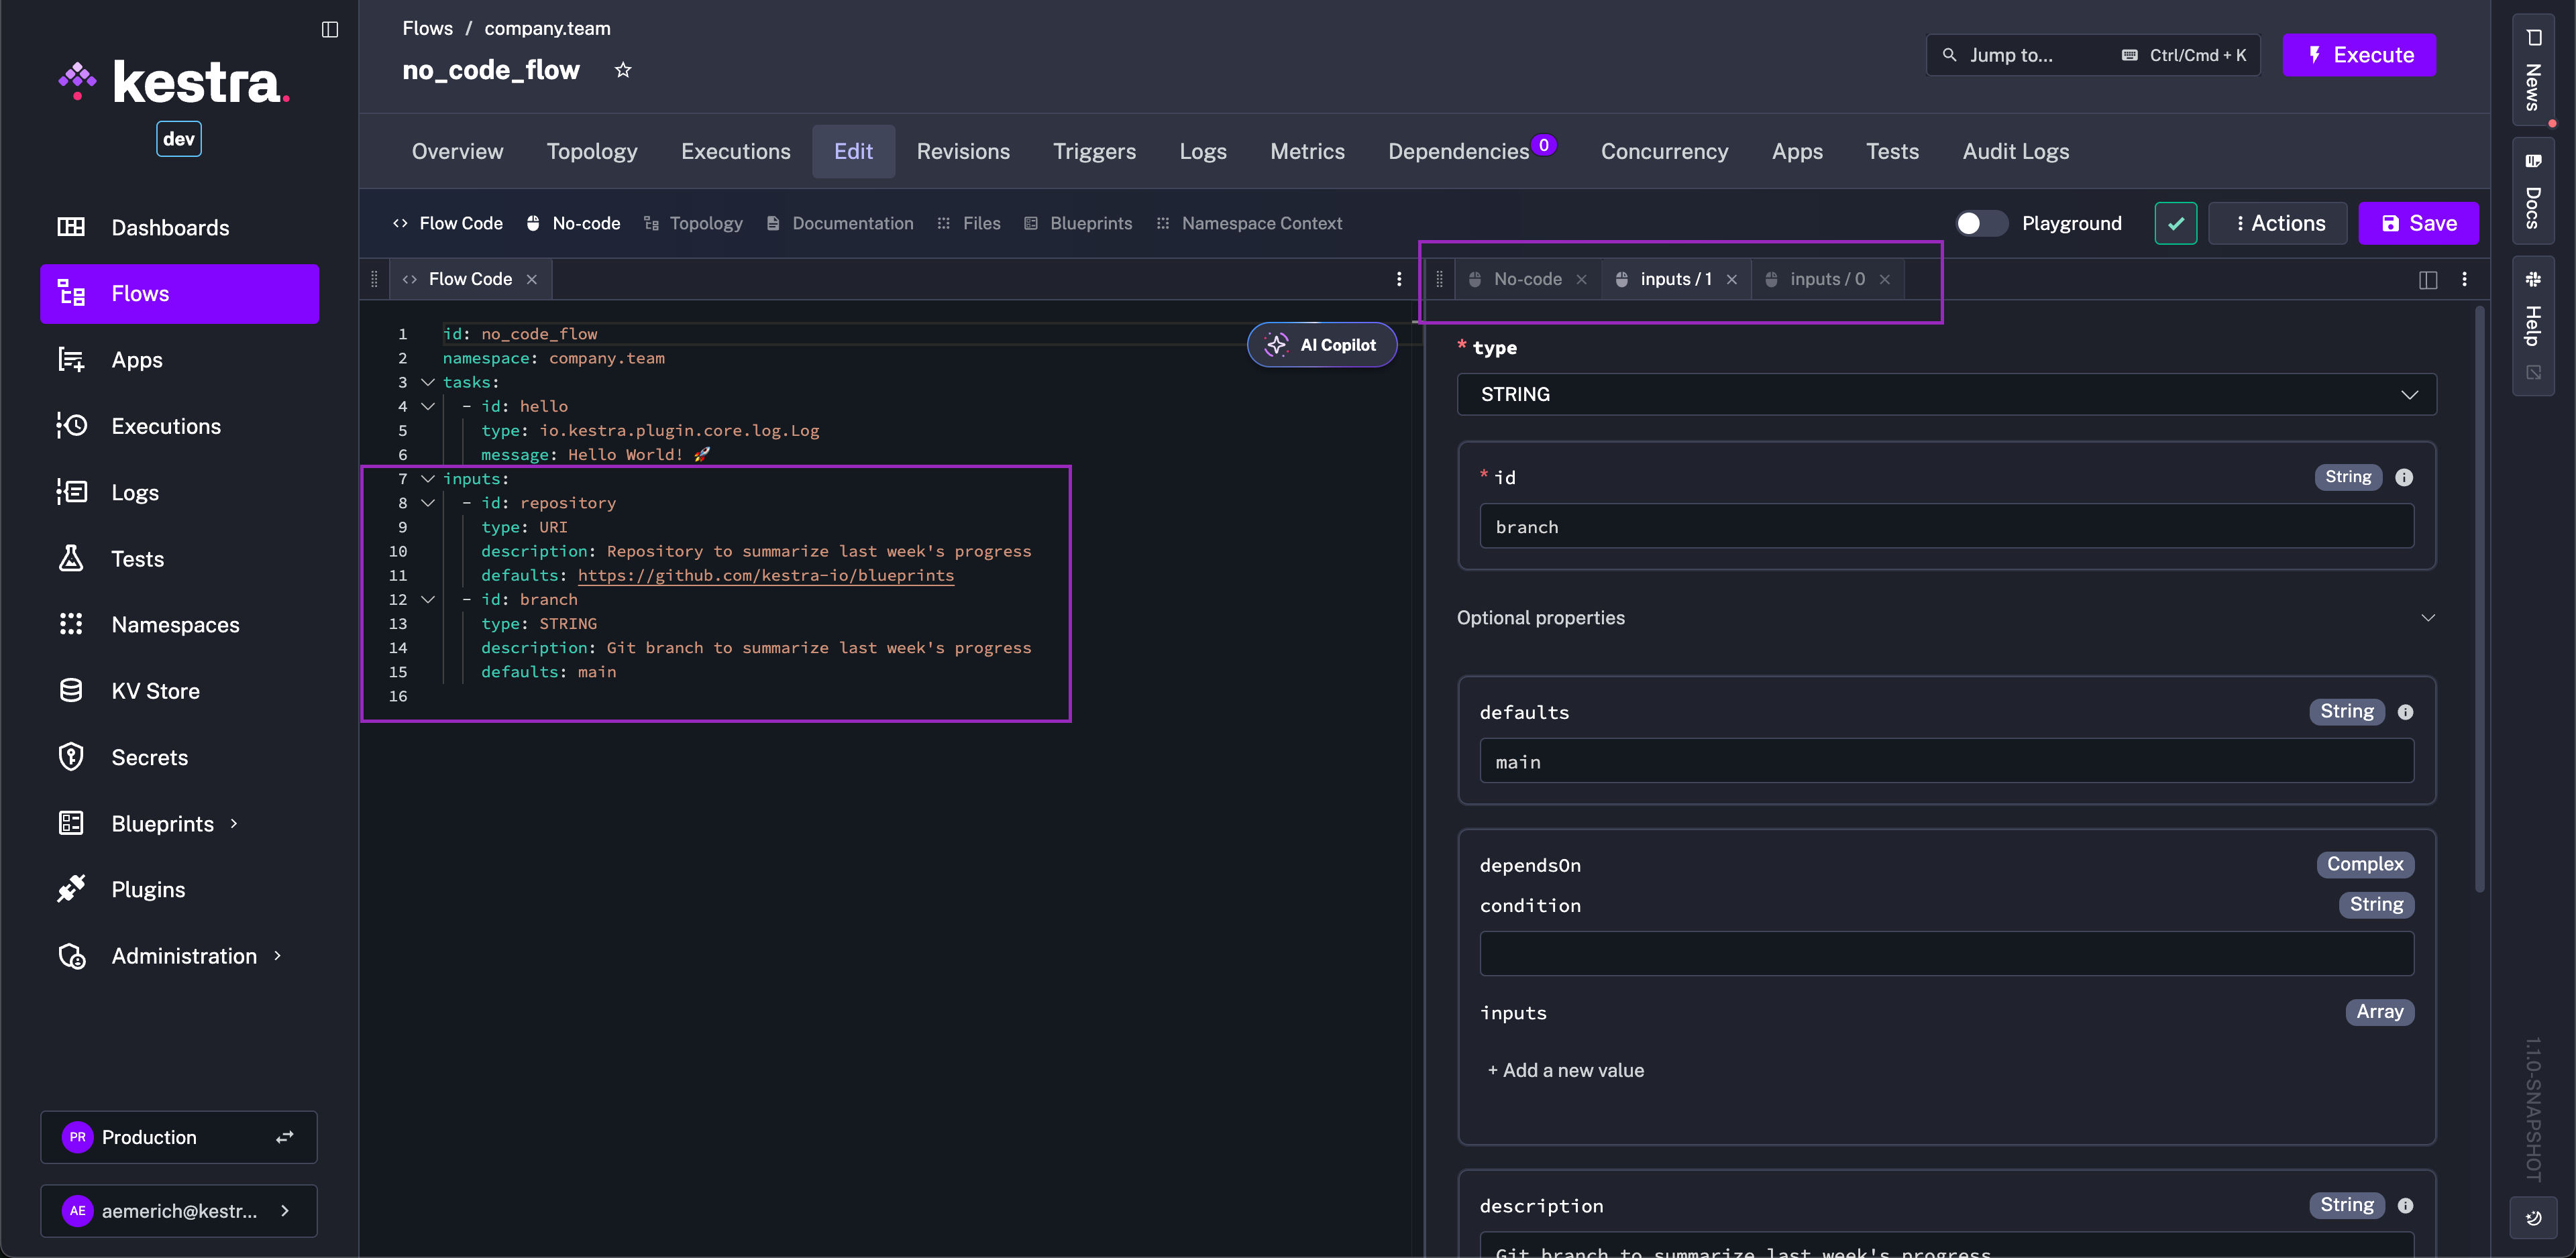 kestra.
dev
Dashboards
Flows
Apps
Executions
Logs
Tests
Namespaces
KV Store
Secrets
Blueprints
Plugins
Administration
PR Production
AE aemerich@kestr...
Flows / company.team
no_code_flow
Jump to... Ctrl/Cmd + K
Execute
Overview Topology Executions Edit Revisions Triggers Logs Metrics Dependencies 0 Concurrency Apps Tests Audit Logs
Flow Code No-code Topology Documentation Files Blueprints Namespace Context
Playground Actions Save
Flow Code
1 id: no_code_flow
2 namespace: company.team
3 tasks:
4 - id: hello
5 type: io.kestra.plugin.core.log.Log
6 message: Hello World! 🚀
7 inputs:
8 - id: repository
9 type: URI
10 description: Repository to summarize last week's progress
11 defaults: https://github.com/kestra-io/blueprints
12 - id: branch
13 type: STRING
14 description: Git branch to summarize last week's progress
15 defaults: main
16
AI Copilot
No-code inputs / 1 inputs / 0
* type
STRING
* id String
branch
Optional properties
defaults String
main
dependsOn Complex
condition String
inputs Array
+ Add a new value
description String
Git branch to summarize last week's progress
News
Docs
Help
1.1.0-SNAPSHOT